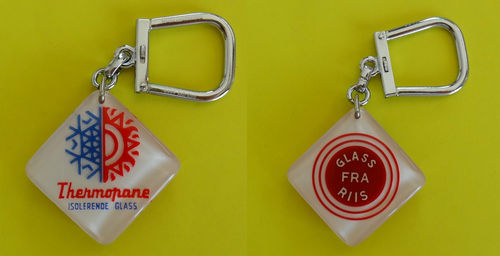 Thermopane
ISOLERENDE GLASS
GLASS
FRA
RIIS